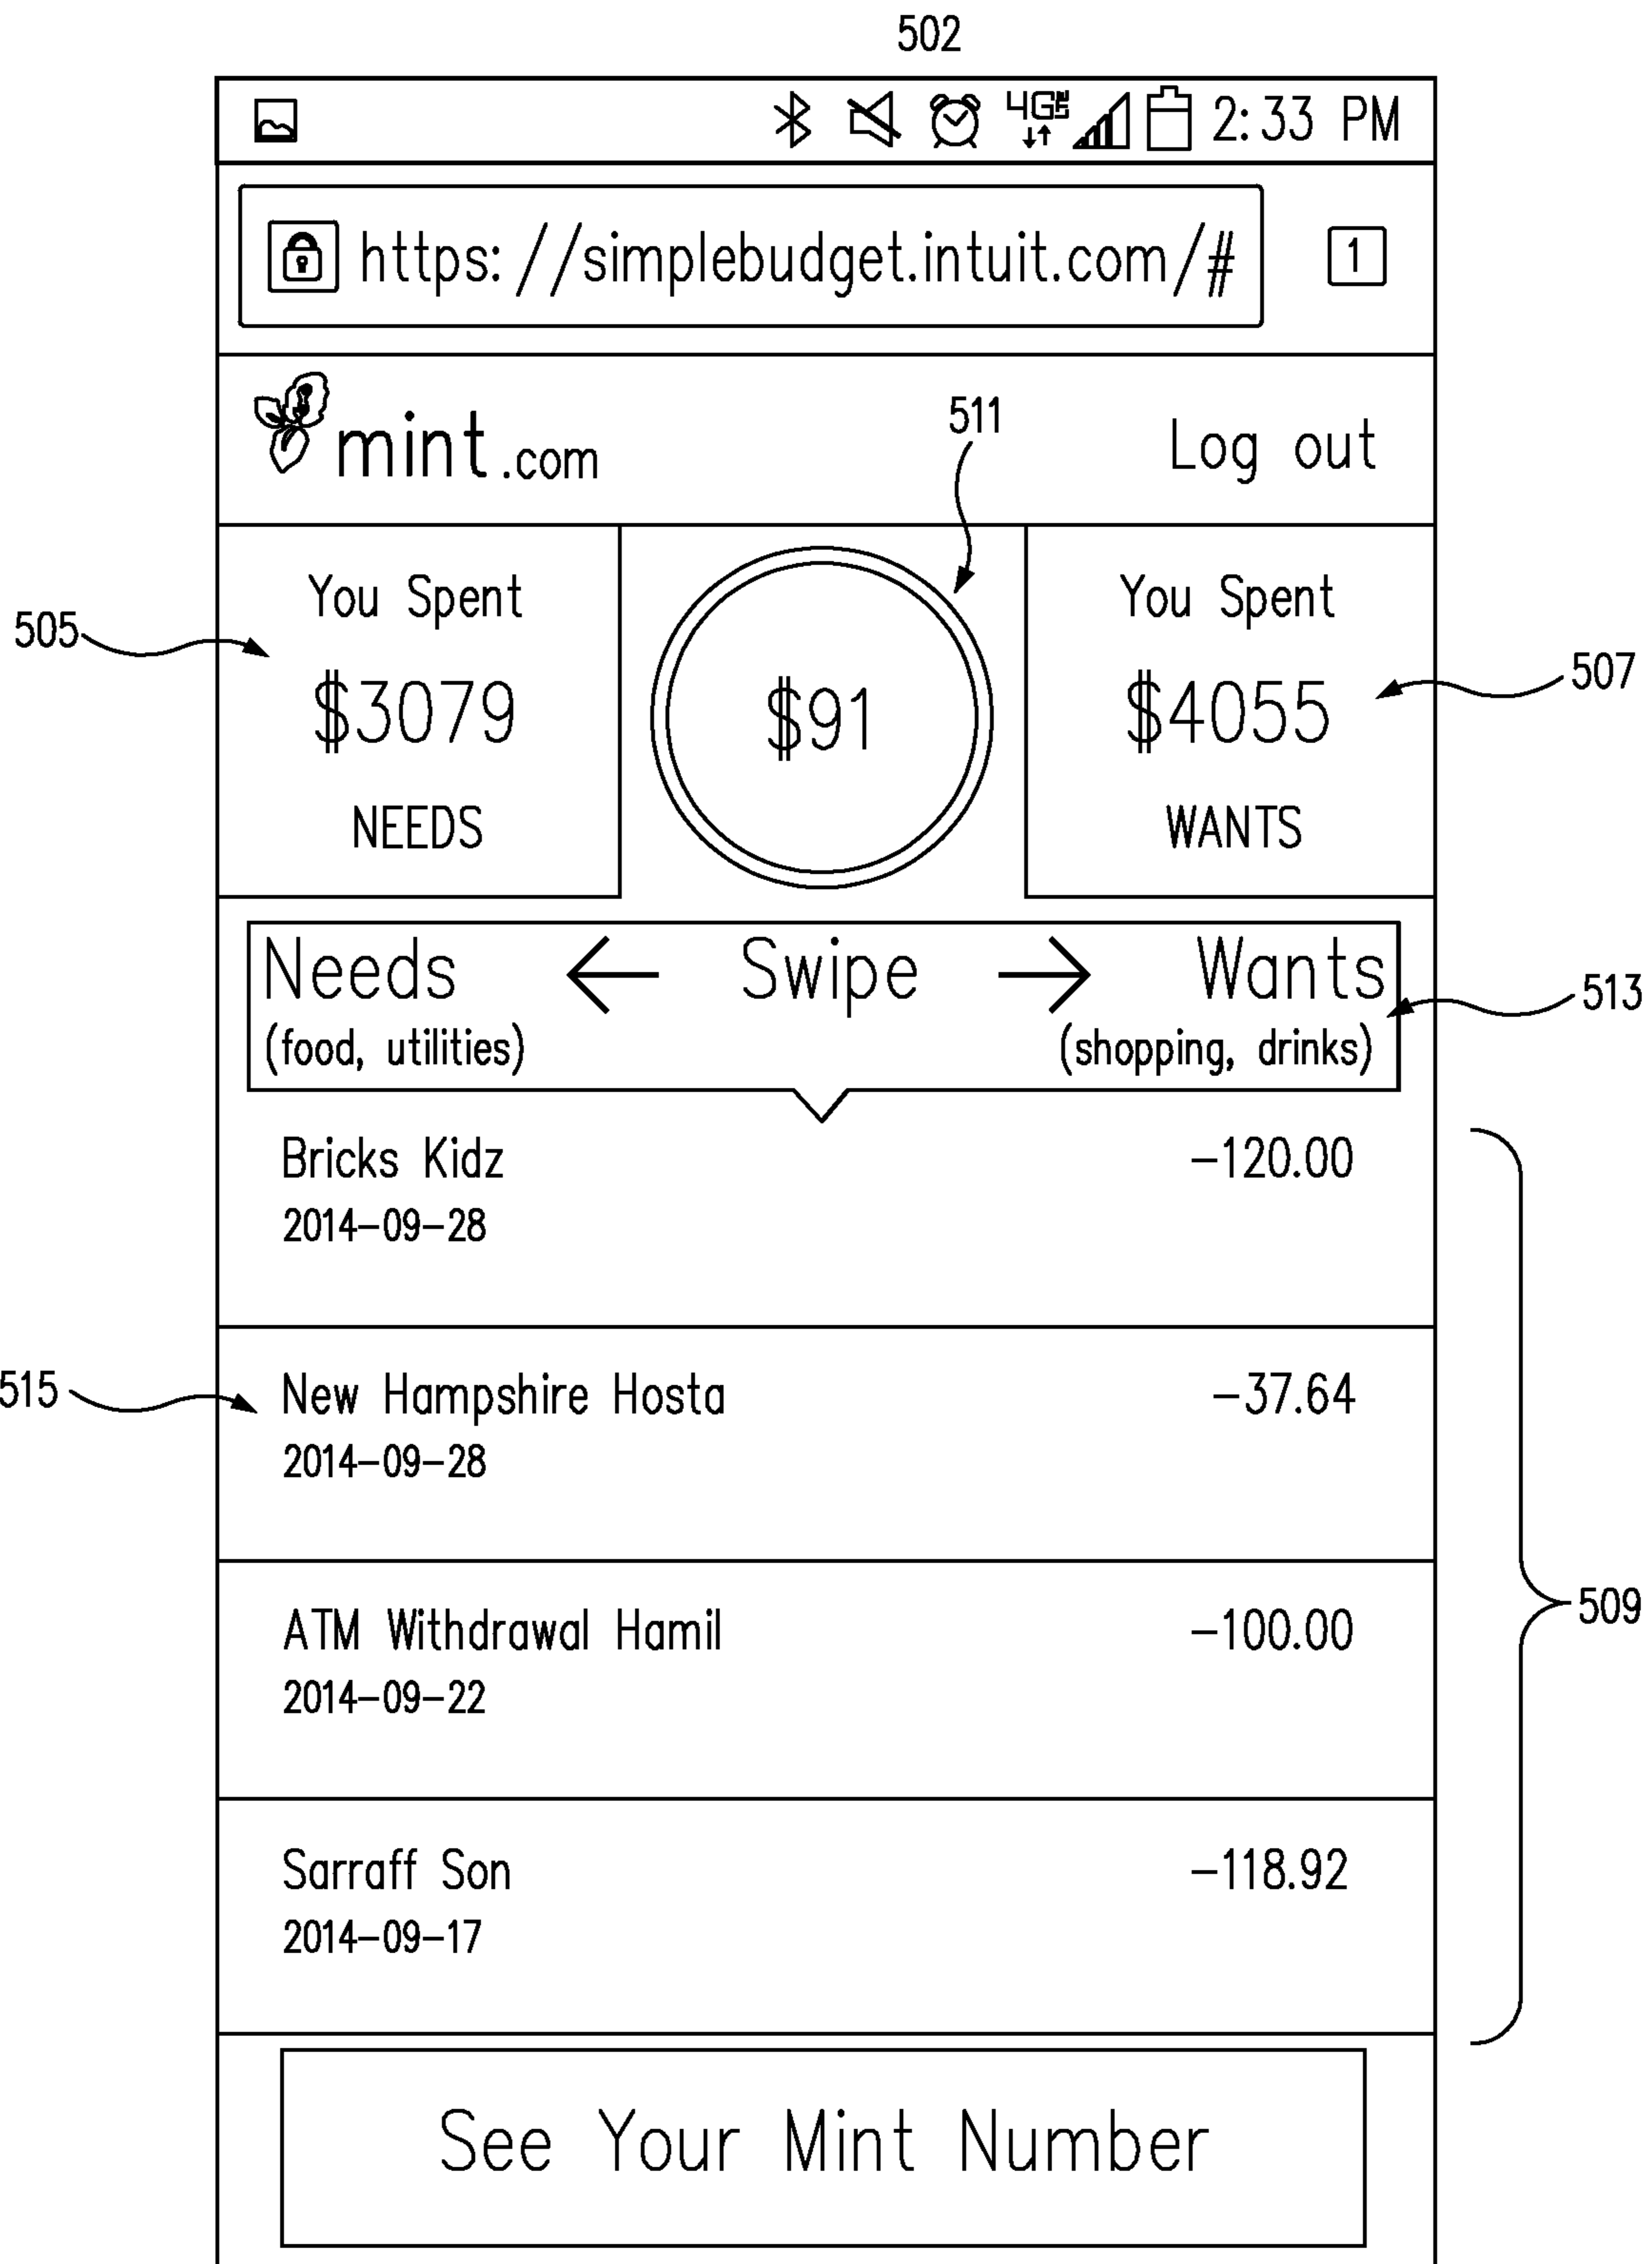 502
4G LTE 2:33 PM
https://simplebudget.intuit.com/# 1
mint.com Log out
511
You Spent You Spent
505
$3079 $91 $4055
507
NEEDS WANTS
Needs ← Swipe → Wants
513
(food, utilities) (shopping, drinks)
Bricks Kidz -120.00
2014-09-28
515 New Hampshire Hosta -37.64
2014-09-28
509
ATM Withdrawal Hamil -100.00
2014-09-22
Sarraff Son -118.92
2014-09-17
See Your Mint Number